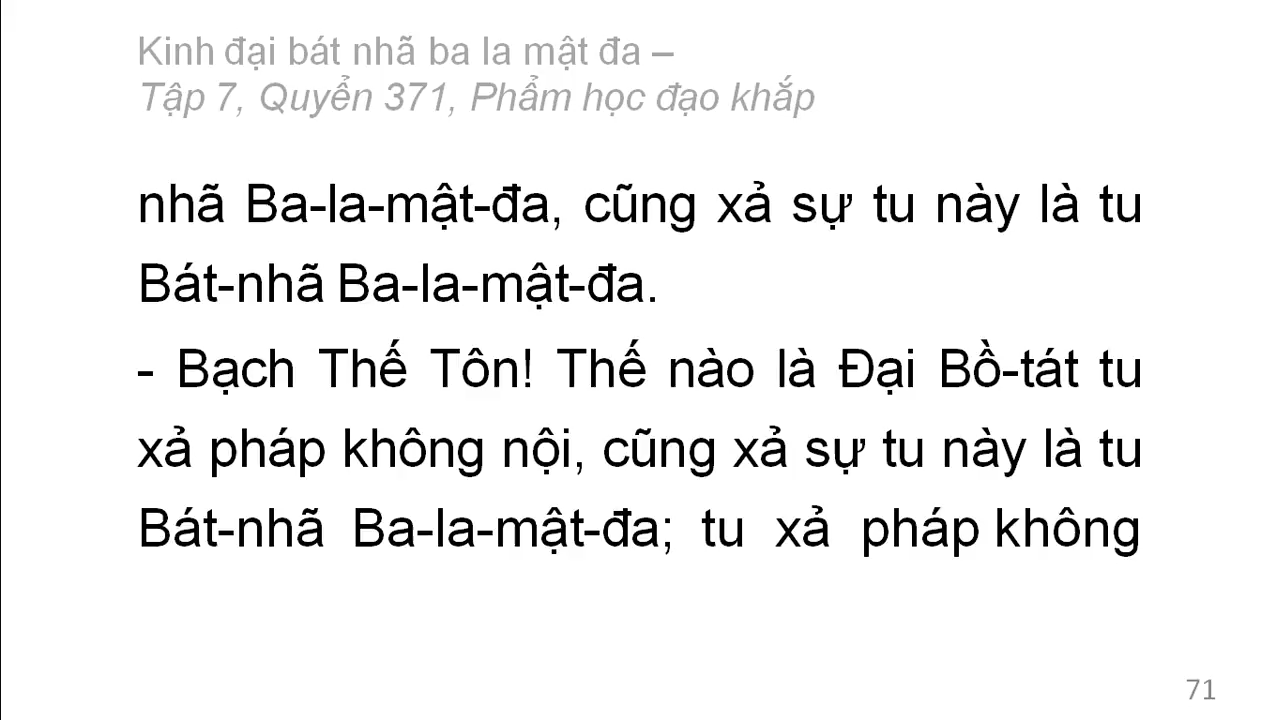 Kinh đại bát nhã ba la mật đa –
Tập 7, Quyển 371, Phẩm học đạo khắp
nhã Ba-la-mật-đa, cũng xả sự tu này là tu
Bát-nhã Ba-la-mật-đa.
- Bạch Thế Tôn! Thế nào là Đại Bồ-tát tu
xả pháp không nội, cũng xả sự tu này là tu
Bát-nhã Ba-la-mật-đa; tu xả pháp không
71